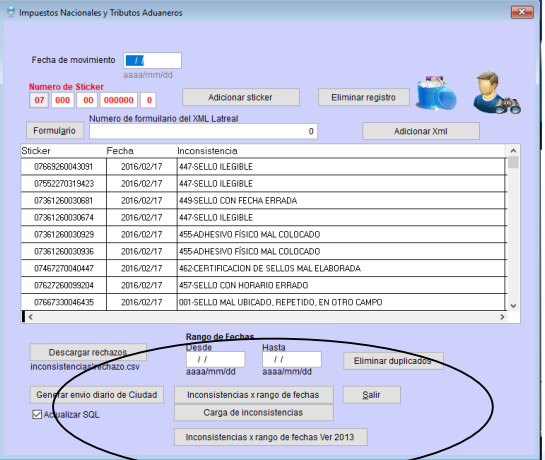 Impuestos Nacionales y Tributos Aduaneros
Fecha de movimiento / /
aaaa/mm/dd
Numero de Sticker
07 000 00 000000 0
Adicionar sticker
Eliminar registro
Numero de formuilario del XML Latreal
Formulario
0
Adicionar Xml
Sticker Fecha Inconsistencia
07669260043091 2016/02/17 447-SELLO ILEGIBLE
07552270319423 2016/02/17 447-SELLO ILEGIBLE
07361260030681 2016/02/17 449-SELLO CON FECHA ERRADA
07361260030674 2016/02/17 447-SELLO ILEGIBLE
07361260030929 2016/02/17 455-ADHESIVO FÍSICO MAL COLOCADO
07361260030936 2016/02/17 455-ADHESIVO FÍSICO MAL COLOCADO
07467270040447 2016/02/17 462-CERTIFICACION DE SELLOS MAL ELABORADA
07627260099204 2016/02/17 457-SELLO CON HORARIO ERRADO
07667330046435 2016/02/17 001-SELLO MAL UBICADO, REPETIDO, EN OTRO CAMPO
Rango de Fechas
Desde Hasta
/ / / /
aaaa/mm/dd aaaa/mm/dd
Descargar rechazos
inconsistencias\rechazo.csv
Eliminar duplicados
Generar envio diario de Ciudad
Inconsistencias x rango de fechas
Salir
Actualizar SQL
Carga de inconsistencias
Inconsistencias x rango de fechas Ver 2013